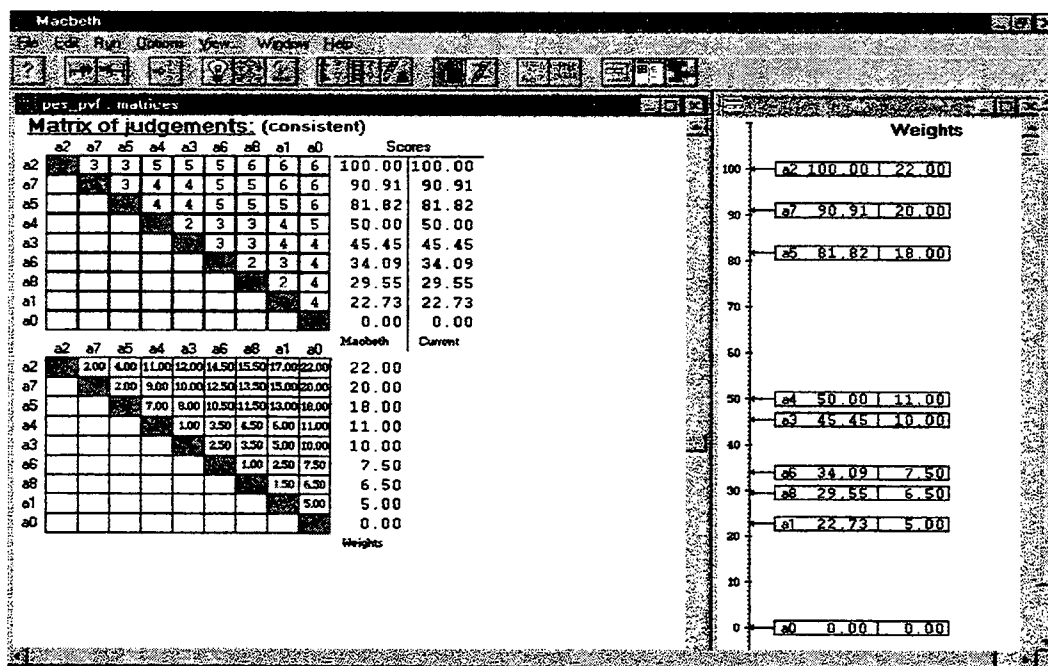 Macbeth
File Edit Run Options View... Window Help
?
pes_pvf : matrices
Matrix of judgements: (consistent)
a2 a7 a5 a4 a3 a6 a8 a1 a0 Scores
a2 3 3 5 5 5 6 6 6 100.00 100.00
a7 3 4 4 5 5 6 6 90.91 90.91
a5 4 4 5 5 5 6 81.82 81.82
a4 2 3 3 4 5 50.00 50.00
a3 3 3 4 4 45.45 45.45
a6 2 3 4 34.09 34.09
a8 2 4 29.55 29.55
a1 4 22.73 22.73
a0 0.00 0.00
Macbeth Current
a2 a7 a5 a4 a3 a6 a8 a1 a0
a2 2.00 4.00 11.00 12.00 14.50 15.50 17.00 22.00 22.00
a7 2.00 9.00 10.00 12.50 13.50 15.00 20.00 20.00
a5 7.00 8.00 10.50 11.50 13.00 18.00 18.00
a4 1.00 3.50 4.50 6.00 11.00 11.00
a3 2.50 3.50 5.00 10.00 10.00
a6 1.00 2.50 7.50 7.50
a8 1.50 6.50 6.50
a1 5.00 5.00
a0 0.00
Weights
Weights
100 a2 100.00 22.00
90 a7 90.91 20.00
a5 81.82 18.00
80
70
60
50 a4 50.00 11.00
a3 45.45 10.00
40
a6 34.09 7.50
30 a8 29.55 6.50
a1 22.73 5.00
20
10
0 a0 0.00 0.00